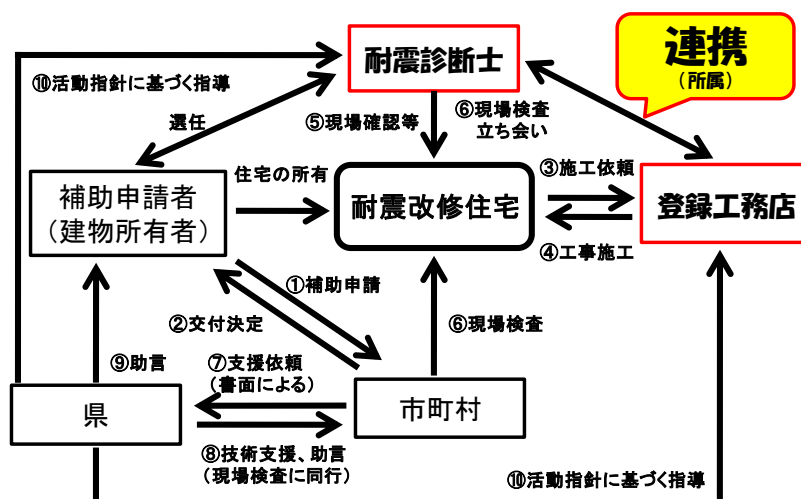 耐震診断士
連携
(所属)
⑩活動指針に基づく指導
選任
⑤現場確認等
⑥現場検査
立ち会い
補助申請者
(建物所有者)
住宅の所有
耐震改修住宅
③施工依頼
登録工務店
④工事施工
①補助申請
②交付決定
⑥現場検査
⑨助言
⑦支援依頼
(書面による)
県
市町村
⑧技術支援、助言
(現場検査に同行)
⑩活動指針に基づく指導